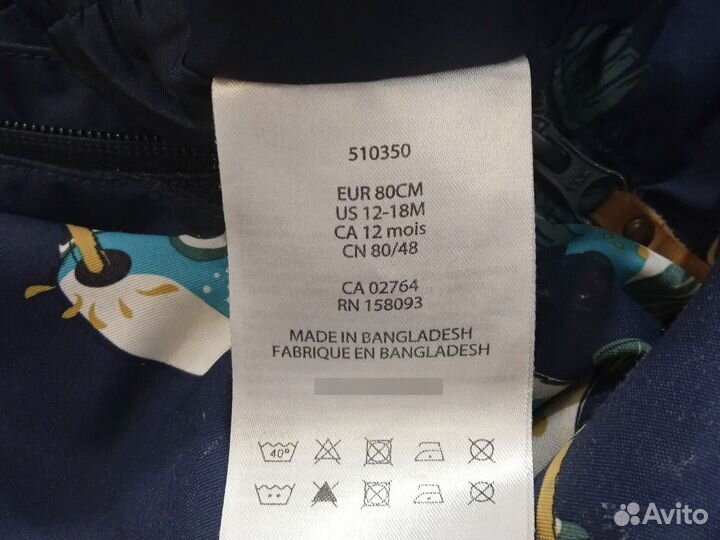 510350
EUR 80CM
US 12-18M
CA 12 mois
CN 80/48
CA 02764
RN 158093
MADE IN BANGLADESH
FABRIQUE EN BANGLADESH
40°
Avito